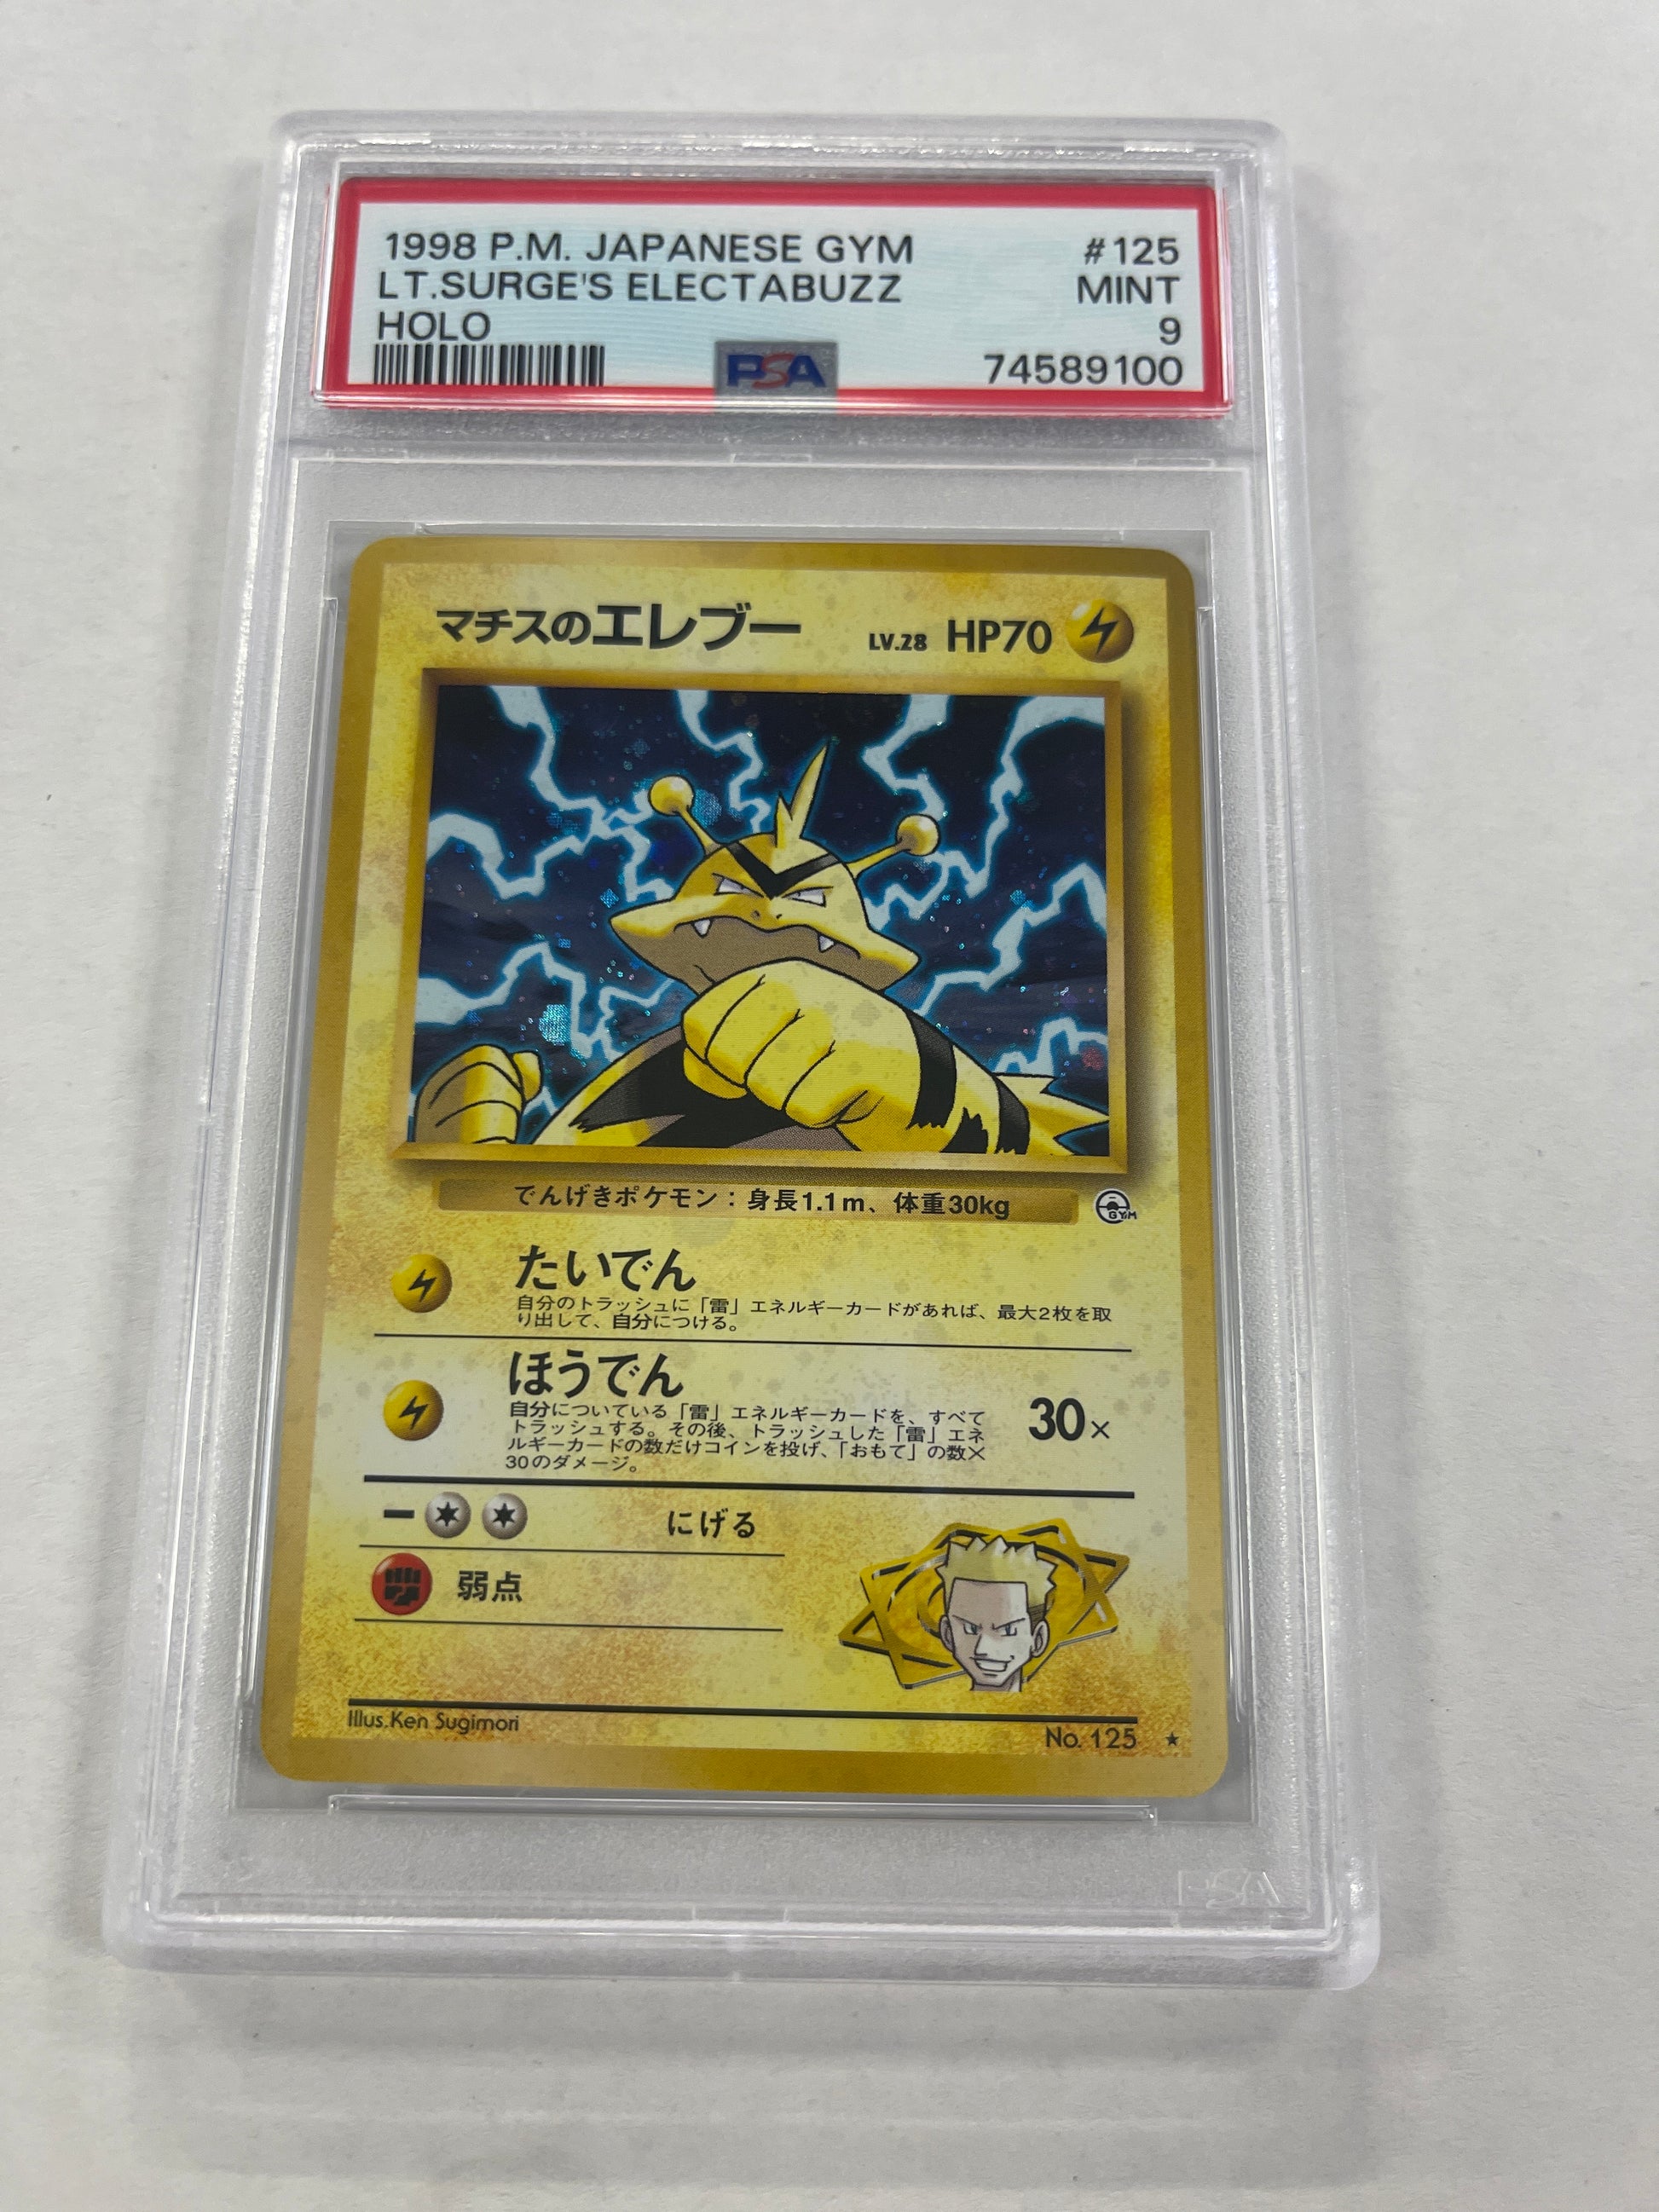 1998 P.M. JAPANESE GYM #125
LT.SURGE'S ELECTABUZZ MINT
HOLO 9
PSA 74589100
マチスのエレブー LV.28 HP70
でんげきポケモン：身長1.1m、体重30kg
GYM
たいでん
自分のトラッシュに「雷」エネルギーカードがあれば、最大2枚を取
り出して、自分につける。
ほうでん
自分についている「雷」エネルギーカードを、すべて
トラッシュする。その後、トラッシュした「雷」エネ
ルギーカードの数だけコインを投げ、「おもて」の数×
30のダメージ。
30×
にげる
弱点
Illus.Ken Sugimori
No. 125 ★
PSA